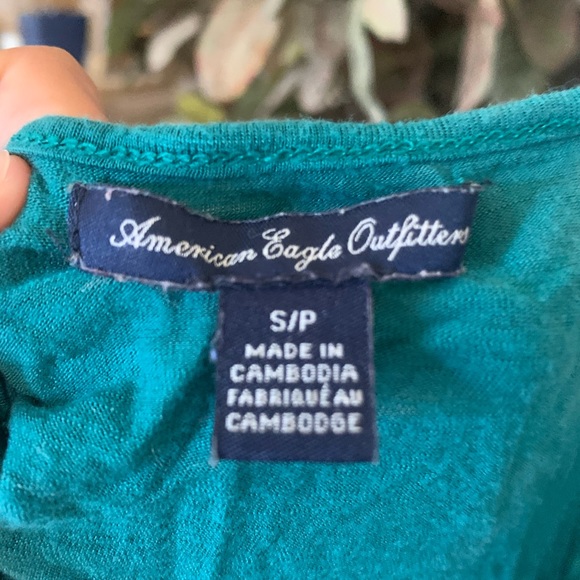 American Eagle Outfitters
S/P
MADE IN
CAMBODIA
FABRIQUÉ AU
CAMBODGE